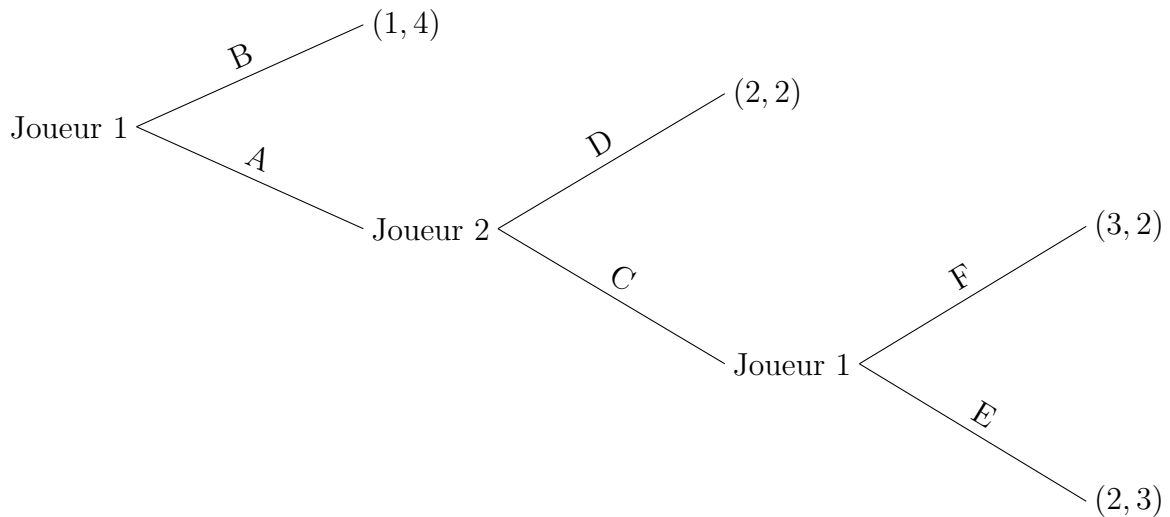 (1, 4)
B
Joueur 1
A
(2, 2)
D
Joueur 2
C
(3, 2)
F
Joueur 1
E
(2, 3)